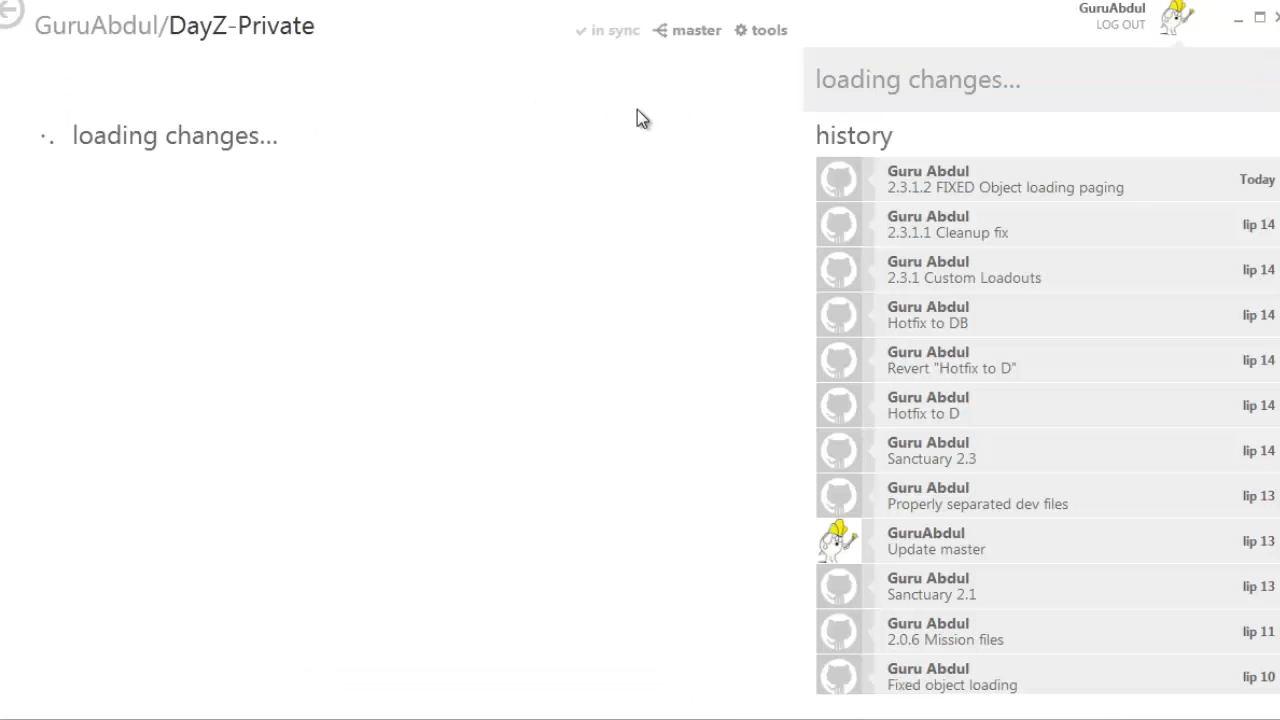 GuruAbdul/DayZ-Private
in sync
master
tools
GuruAbdul
LOG OUT
loading changes...
loading changes...
history
Guru Abdul
2.3.1.2 FIXED Object loading paging
Today
Guru Abdul
2.3.1.1 Cleanup fix
lip 14
Guru Abdul
2.3.1 Custom Loadouts
lip 14
Guru Abdul
Hotfix to DB
lip 14
Guru Abdul
Revert "Hotfix to D"
lip 14
Guru Abdul
Hotfix to D
lip 14
Guru Abdul
Sanctuary 2.3
lip 14
Guru Abdul
Properly separated dev files
lip 13
GuruAbdul
Update master
lip 13
Guru Abdul
Sanctuary 2.1
lip 13
Guru Abdul
2.0.6 Mission files
lip 11
Guru Abdul
Fixed object loading
lip 10